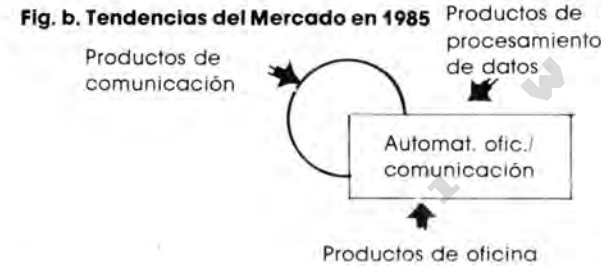 Fig. b. Tendencias del Mercado en 1985
Productos de
procesamiento
de datos
Productos de
comunicación
Automat. ofic./
comunicación
Productos de oficina